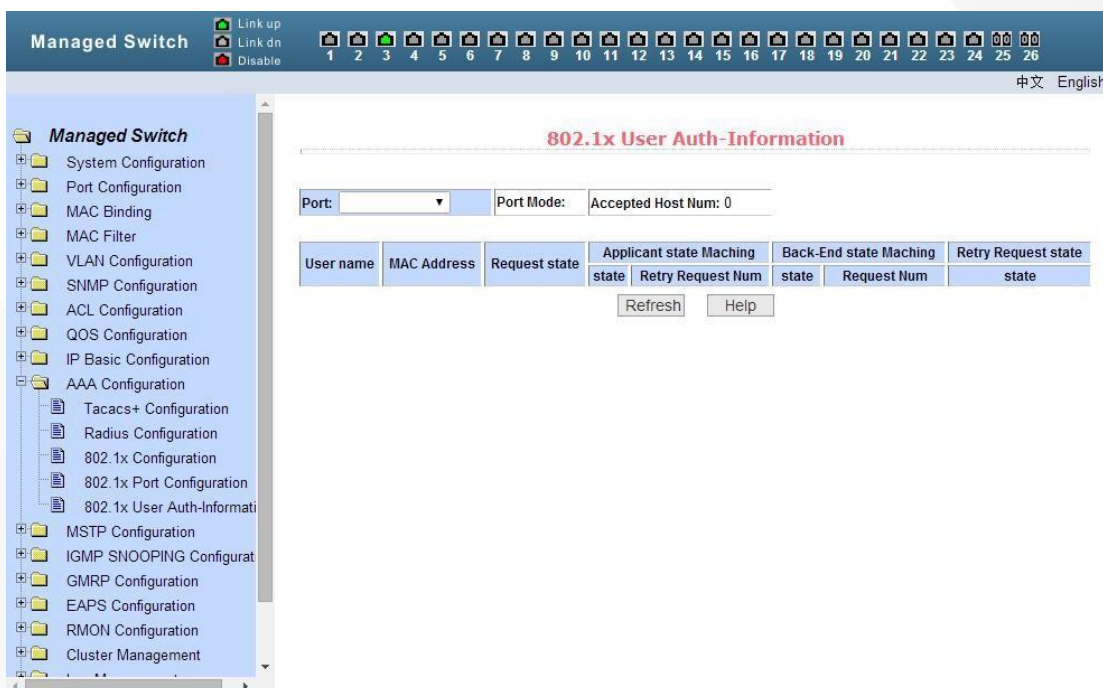 Managed Switch
Link up
Link dn
Disable
1 2 3 4 5 6 7 8 9 10 11 12 13 14 15 16 17 18 19 20 21 22 23 24 25 26
中文 English
Managed Switch
System Configuration
Port Configuration
MAC Binding
MAC Filter
VLAN Configuration
SNMP Configuration
ACL Configuration
QOS Configuration
IP Basic Configuration
AAA Configuration
Tacacs+ Configuration
Radius Configuration
802.1x Configuration
802.1x Port Configuration
802.1x User Auth-Informati
MSTP Configuration
IGMP SNOOPING Configurat
GMRP Configuration
EAPS Configuration
RMON Configuration
Cluster Management
802.1x User Auth-Information
Port: Port Mode: Accepted Host Num: 0
User name MAC Address Request state Applicant state Maching Back-End state Maching Retry Request state
state Retry Request Num state Request Num state
Refresh Help